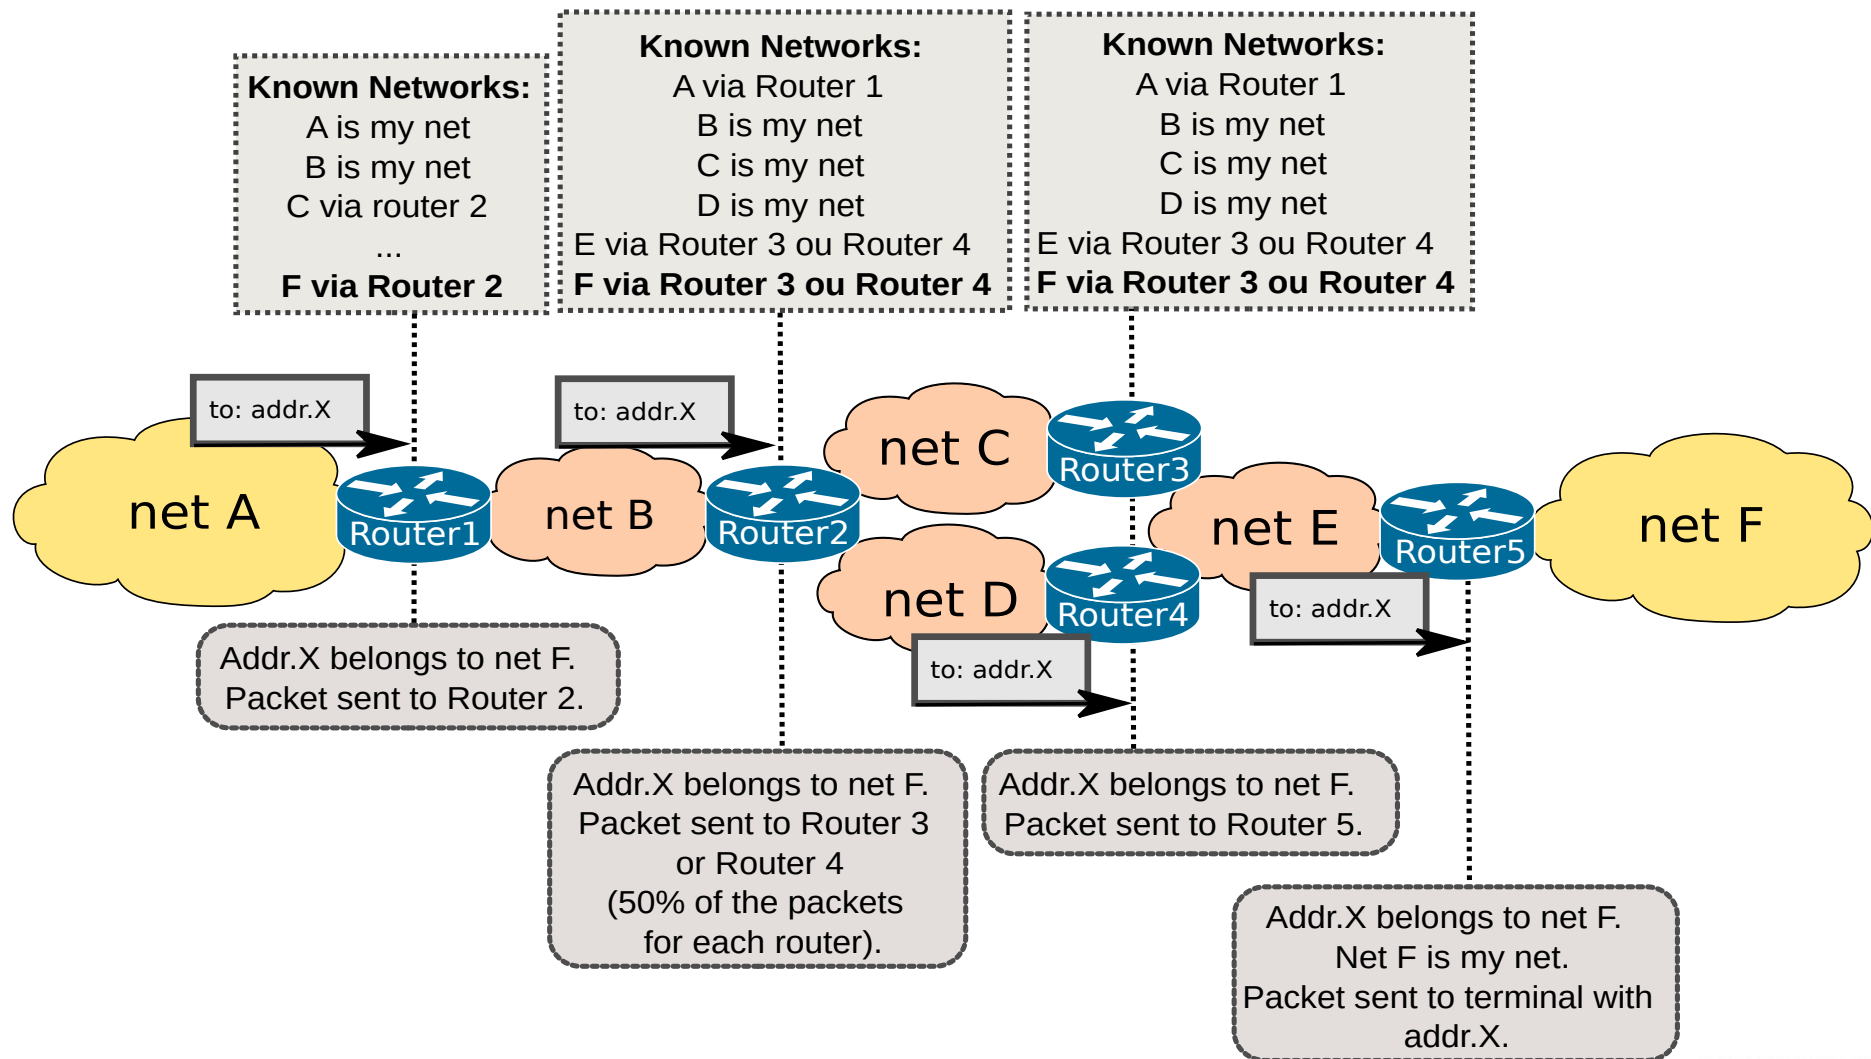 Known Networks:
A is my net
B is my net
C via router 2
...
F via Router 2
Known Networks:
A via Router 1
B is my net
C is my net
D is my net
E via Router 3 ou Router 4
F via Router 3 ou Router 4
Known Networks:
A via Router 1
B is my net
C is my net
D is my net
E via Router 3 ou Router 4
F via Router 3 ou Router 4
to: addr.X
to: addr.X
net A
Router1
net B
Router2
net C
Router3
net D
Router4
net E
Router5
net F
to: addr.X
to: addr.X
Addr.X belongs to net F.
Packet sent to Router 2.
Addr.X belongs to net F.
Packet sent to Router 3
or Router 4
(50% of the packets
for each router).
Addr.X belongs to net F.
Packet sent to Router 5.
Addr.X belongs to net F.
Net F is my net.
Packet sent to terminal with
addr.X.